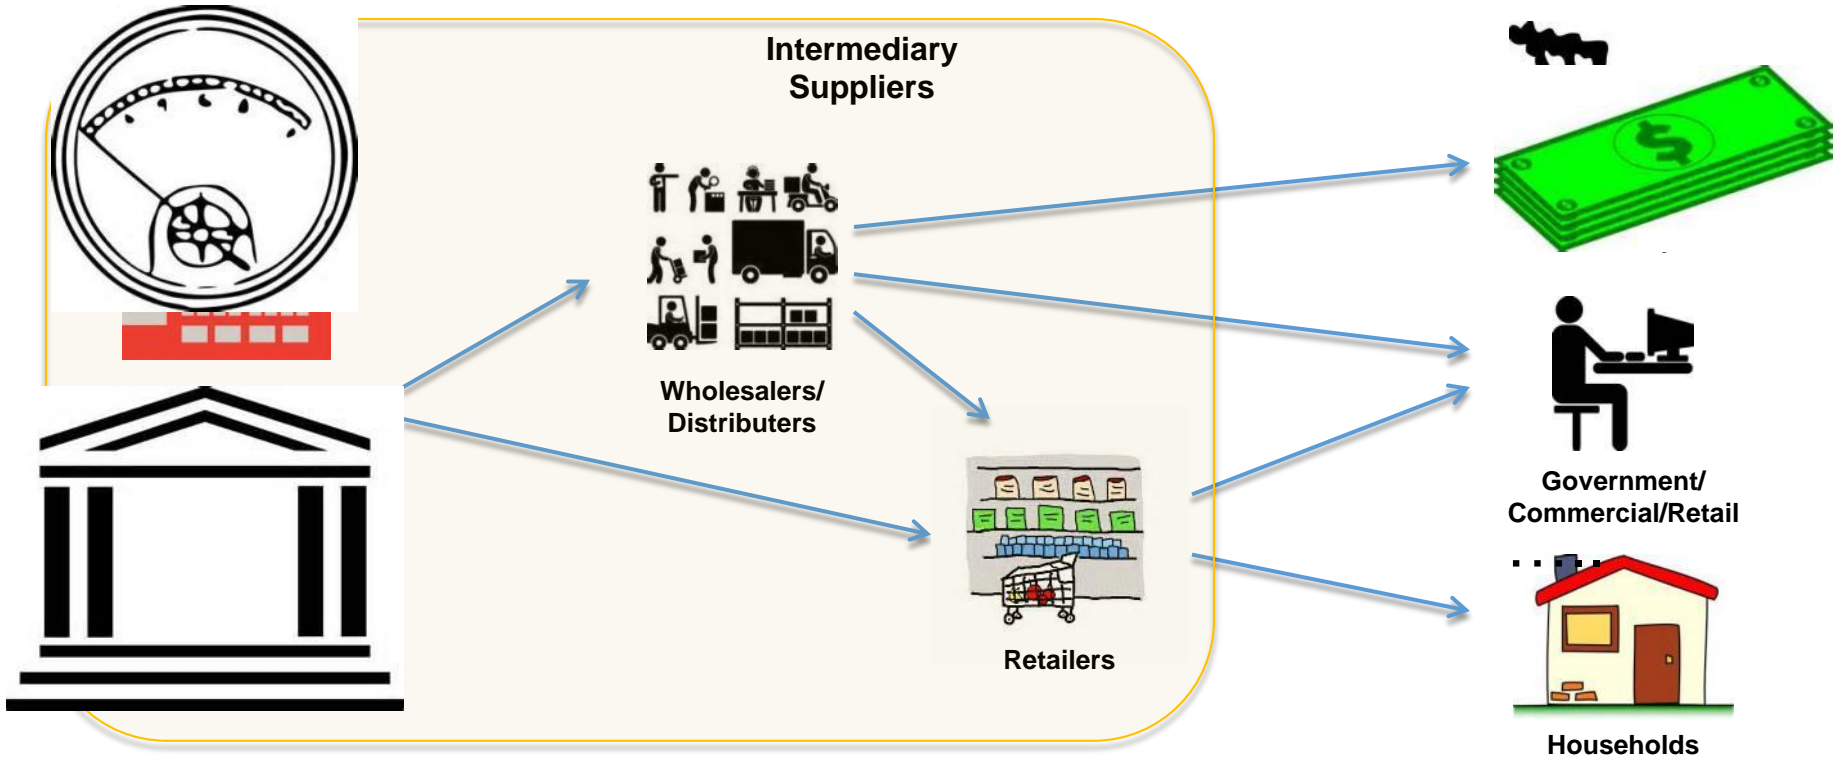 Intermediary
Suppliers
Wholesalers/
Distributers
Retailers
$
Government/
Commercial/Retail
Households